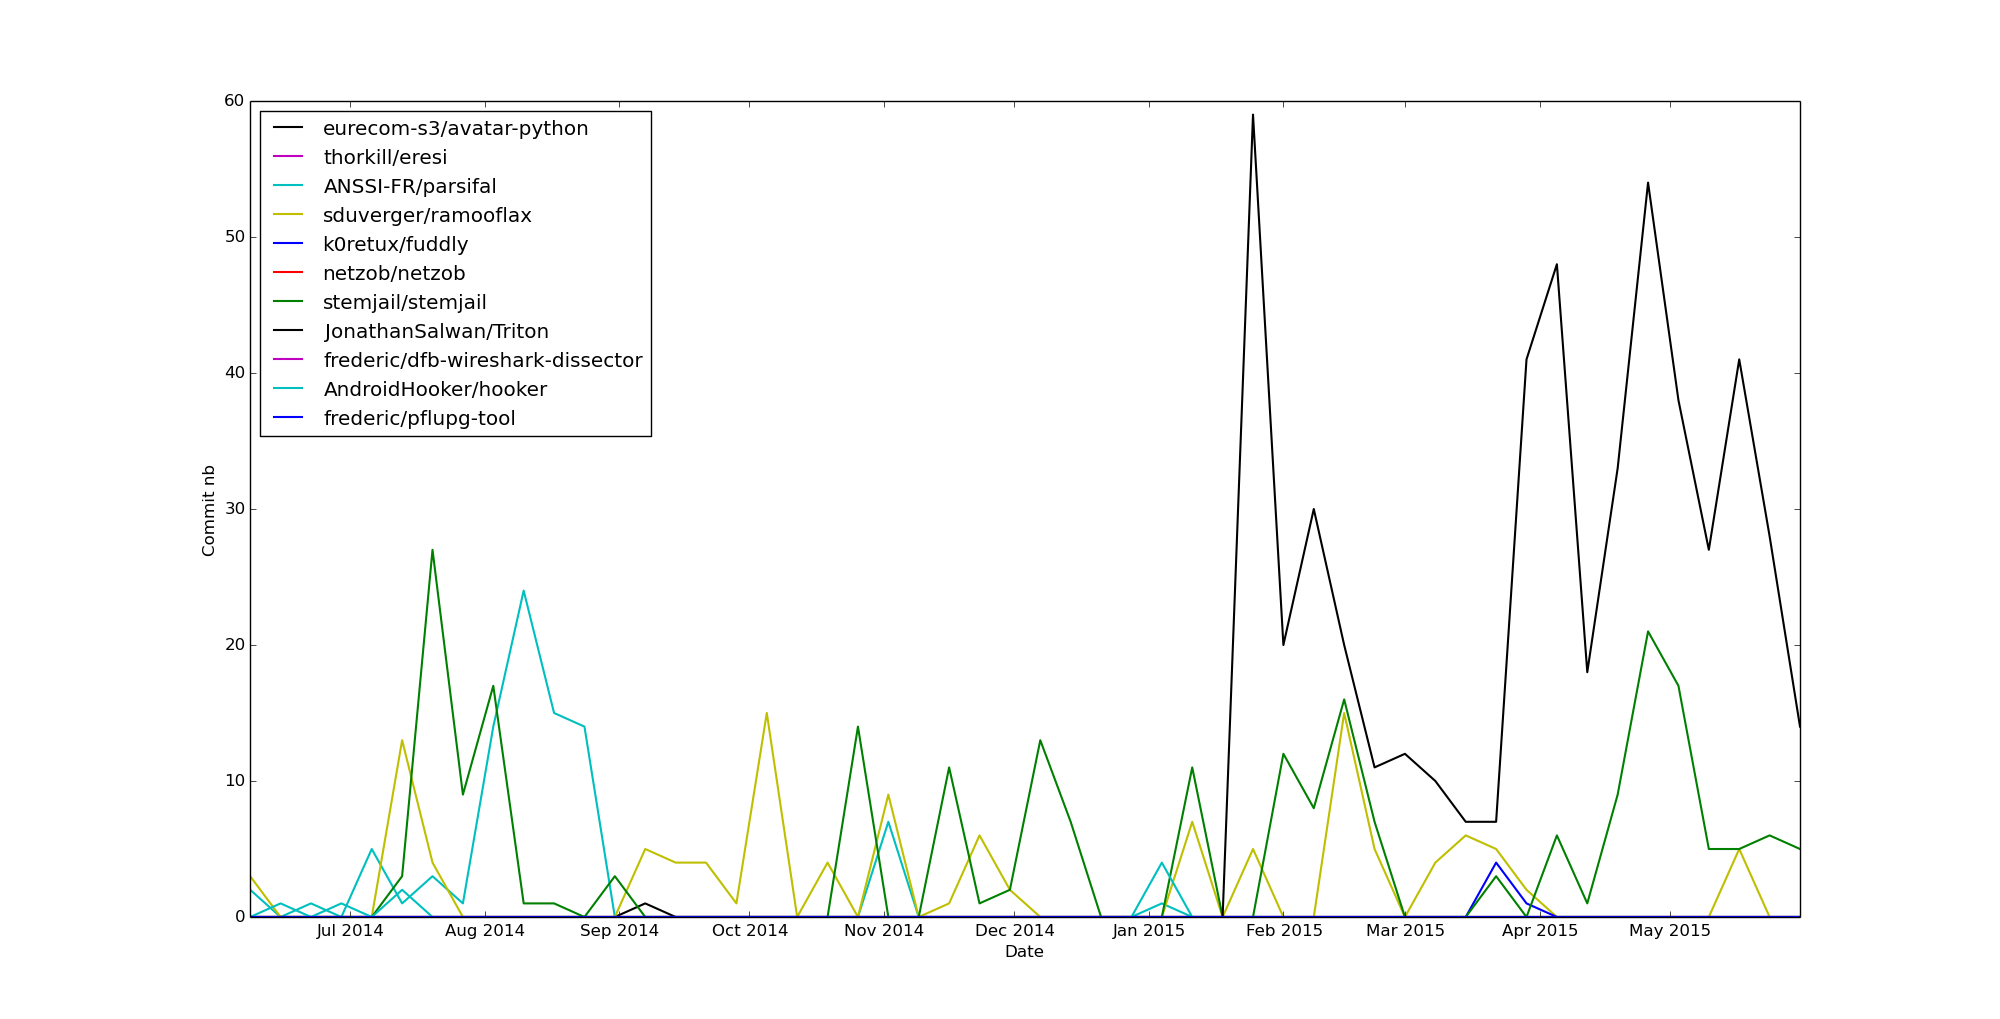 60
50
40
30
20
10
0
Commit nb
eurecom-s3/avatar-python
thorkill/eresi
ANSSI-FR/parsifal
sduverger/ramooflax
k0retux/fuddly
netzob/netzob
stemjail/stemjail
JonathanSalwan/Triton
frederic/dfb-wireshark-dissector
AndroidHooker/hooker
frederic/pflupg-tool
Jul 2014 Aug 2014 Sep 2014 Oct 2014 Nov 2014 Dec 2014 Jan 2015 Feb 2015 Mar 2015 Apr 2015 May 2015
Date